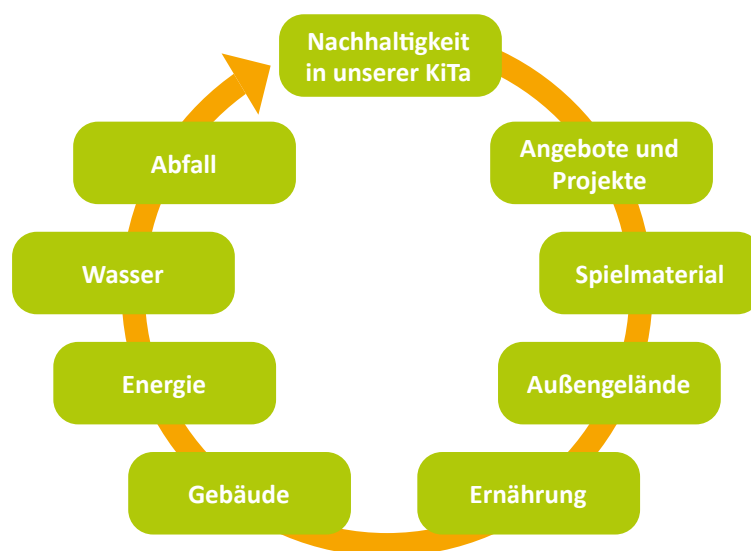 Nachhaltigkeit
in unserer KiTa
Angebote und
Projekte
Spielmaterial
Außengelände
Ernährung
Gebäude
Energie
Wasser
Abfall